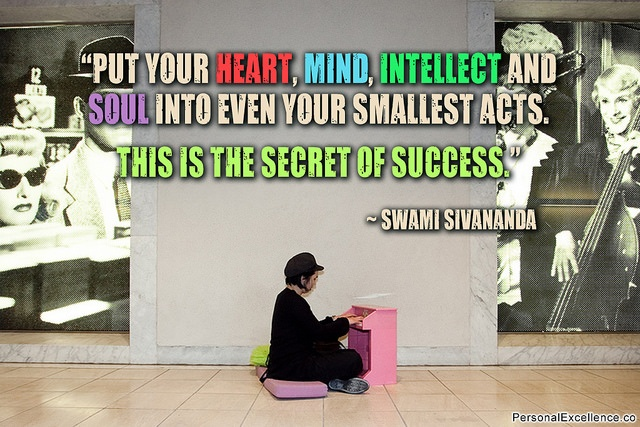 “PUT YOUR HEART, MIND, INTELLECT AND
SOUL INTO EVEN YOUR SMALLEST ACTS.
THIS IS THE SECRET OF SUCCESS.”
~ SWAMI SIVANANDA
PersonalExcellence.co